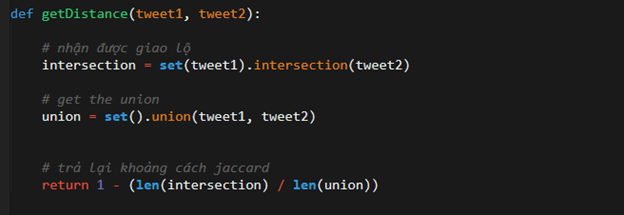 def getDistance(tweet1, tweet2):
# nhận được giao lộ
intersection = set(tweet1).intersection(tweet2)
# get the union
union = set().union(tweet1, tweet2)
# trả lại khoảng cách jaccard
return 1 - (len(intersection) / len(union))